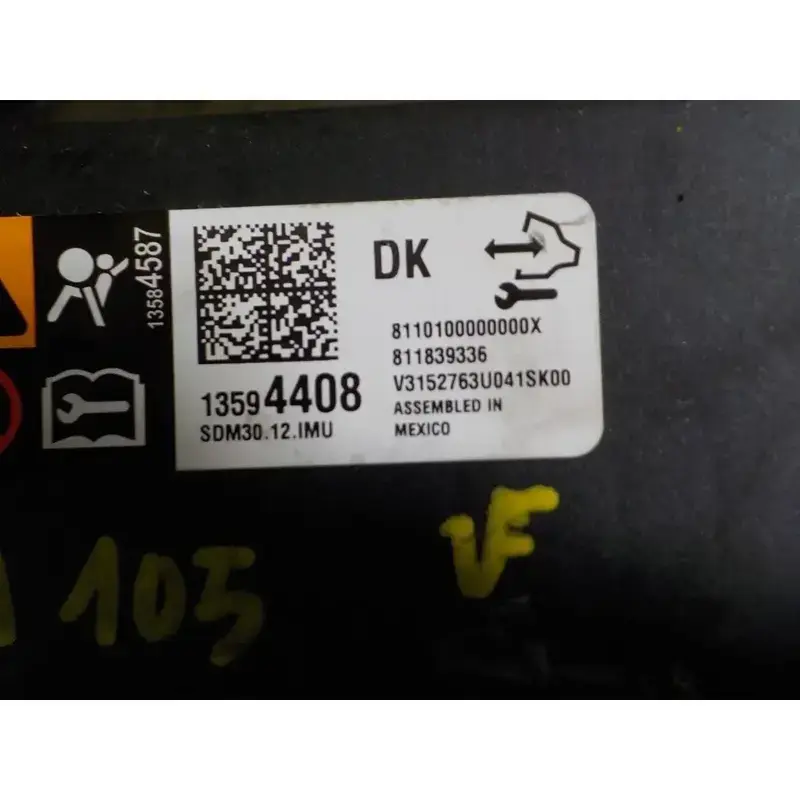 13584587
DK
8110100000000X
811839336
V3152763U041SK00
ASSEMBLED IN
MEXICO
13594408
SDM30.12.IMU
105
VF